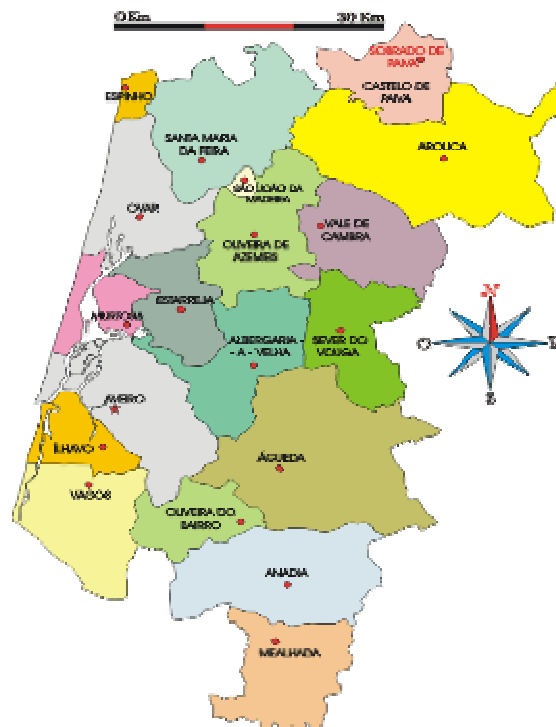 0 Km 30 Km
SOBRADO DE
PAIVA
CASTELO DE
PAIVA
ESPINHO
SANTA MARIA
DA FEIRA
AROUCA
SÃO JOÃO DA
MADEIRA
OVAR
VALE DE
CAMBRA
OLIVEIRA DE
AZEMEIS
ESTARREJA
MURTOSA
ALBERGARIA -
- A - VELHA
SEVER DO
VOUGA
N
O E
S
AVEIRO
ÍLHAVO
ÁGUEDA
VAGOS
OLIVEIRA DO
BAIRRO
ANADIA
MEALHADA